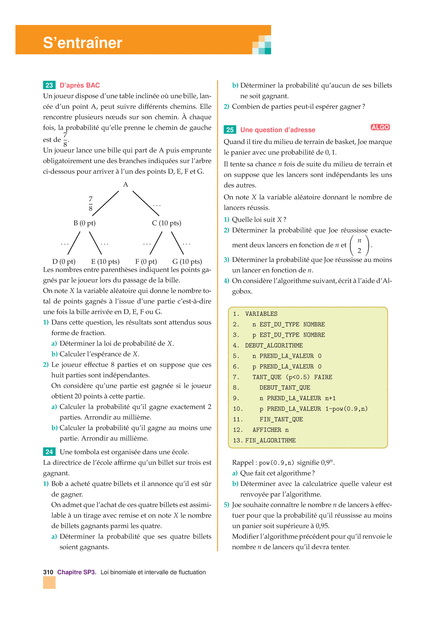 S'entraîner
23 D'après BAC
Un joueur dispose d'une table inclinée où une bille, lan-
cée d'un point A, peut suivre différents chemins. Elle
rencontre plusieurs nœuds sur son chemin. À chaque
fois, la probabilité qu'elle prenne le chemin de gauche
est de 7/8.
Un joueur lance une bille qui part de A puis emprunte
obligatoirement une des branches indiquées sur l'arbre
ci-dessous pour arriver à l'un des points D, E, F et G.
A
7/8
...
B (0 pt) C (10 pts)
... ... ... ...
D (0 pt) E (10 pts) F (0 pt) G (10 pts)
Les nombres entre parenthèses indiquent les points ga-
gnés par le joueur lors du passage de la bille.
On note X la variable aléatoire qui donne le nombre to-
tal de points gagnés à l'issue d'une partie c'est-à-dire
une fois la bille arrivée en D, E, F ou G.
1) Dans cette question, les résultats sont attendus sous
forme de fraction.
a) Déterminer la loi de probabilité de X.
b) Calculer l'espérance de X.
2) Le joueur effectue 8 parties et on suppose que ces
huit parties sont indépendantes.
On considère qu'une partie est gagnée si le joueur
obtient 20 points à cette partie.
a) Calculer la probabilité qu'il gagne exactement 2
parties. Arrondir au millième.
b) Calculer la probabilité qu'il gagne au moins une
partie. Arrondir au millième.
24 Une tombola est organisée dans une école.
La directrice de l'école affirme qu'un billet sur trois est
gagnant.
1) Bob a acheté quatre billets et il annonce qu'il est sûr
de gagner.
On admet que l'achat de ces quatre billets est assimi-
lable à un tirage avec remise et on note X le nombre
de billets gagnants parmi les quatre.
a) Déterminer la probabilité que ses quatre billets
soient gagnants.
b) Déterminer la probabilité qu'aucun de ses billets
ne soit gagnant.
2) Combien de parties peut-il espérer gagner ?
25 Une question d'adresse ALGO
Quand il tire du milieu de terrain de basket, Joe marque
le panier avec une probabilité de 0, 1.
Il tente sa chance n fois de suite du milieu de terrain et
on suppose que les lancers sont indépendants les uns
des autres.
On note X la variable aléatoire donnant le nombre de
lancers réussis.
1) Quelle loi suit X ?
2) Déterminer la probabilité que Joe réussisse exacte-
ment deux lancers en fonction de n et (n 2).
3) Déterminer la probabilité que Joe réussisse au moins
un lancer en fonction de n.
4) On considère l'algorithme suivant, écrit à l'aide d'Al-
gobox.
1. VARIABLES
2. n EST_DU_TYPE NOMBRE
3. p EST_DU_TYPE NOMBRE
4. DEBUT_ALGORITHME
5. n PREND_LA_VALEUR 0
6. p PREND_LA_VALEUR 0
7. TANT_QUE (p<0.5) FAIRE
8. DEBUT_TANT_QUE
9. n PREND_LA_VALEUR n+1
10. p PREND_LA_VALEUR 1-pow(0.9,n)
11. FIN_TANT_QUE
12. AFFICHER n
13. FIN_ALGORITHME
Rappel : pow(0.9,n) signifie 0,9ⁿ.
a) Que fait cet algorithme ?
b) Déterminer avec la calculatrice quelle valeur est
renvoyée par l'algorithme.
5) Joe souhaite connaître le nombre n de lancers à effec-
tuer pour que la probabilité qu'il réussisse au moins
un panier soit supérieure à 0,95.
Modifier l'algorithme précédent pour qu'il renvoie le
nombre n de lancers qu'il devra tenter.
310 Chapitre SP3. Loi binomiale et intervalle de fluctuation